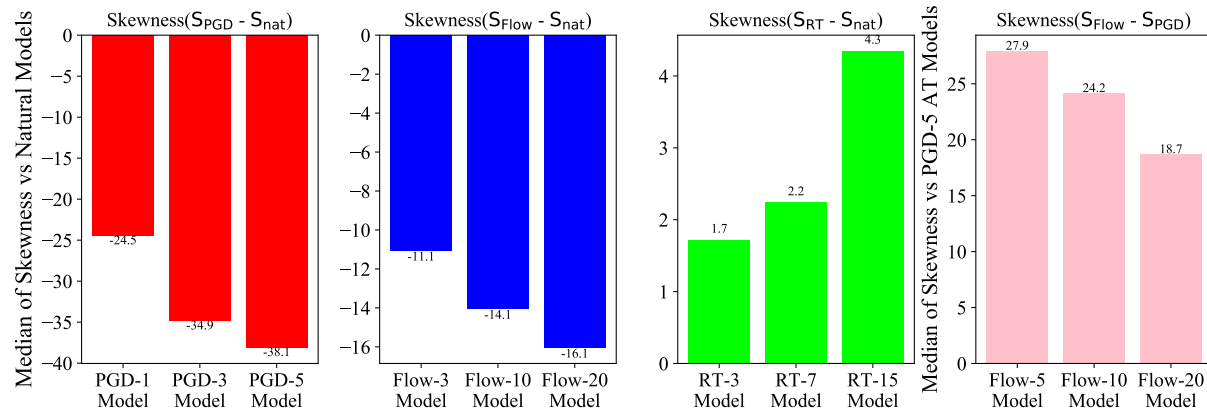 Skewness(S_PGD - S_nat)
Median of Skewness vs Natural Models
0
−5
−10
−15
−20
−25
−30
−35
−40
-24.5
-34.9
-38.1
PGD-1 Model
PGD-3 Model
PGD-5 Model
Skewness(S_Flow - S_nat)
0
−2
−4
−6
−8
−10
−12
−14
−16
-11.1
-14.1
-16.1
Flow-3 Model
Flow-10 Model
Flow-20 Model
Skewness(S_RT - S_nat)
4
3
2
1
0
1.7
2.2
4.3
RT-3 Model
RT-7 Model
RT-15 Model
Skewness(S_Flow - S_PGD)
Median of Skewness vs PGD-5 AT Models
25
20
15
10
5
0
27.9
24.2
18.7
Flow-5 Model
Flow-10 Model
Flow-20 Model